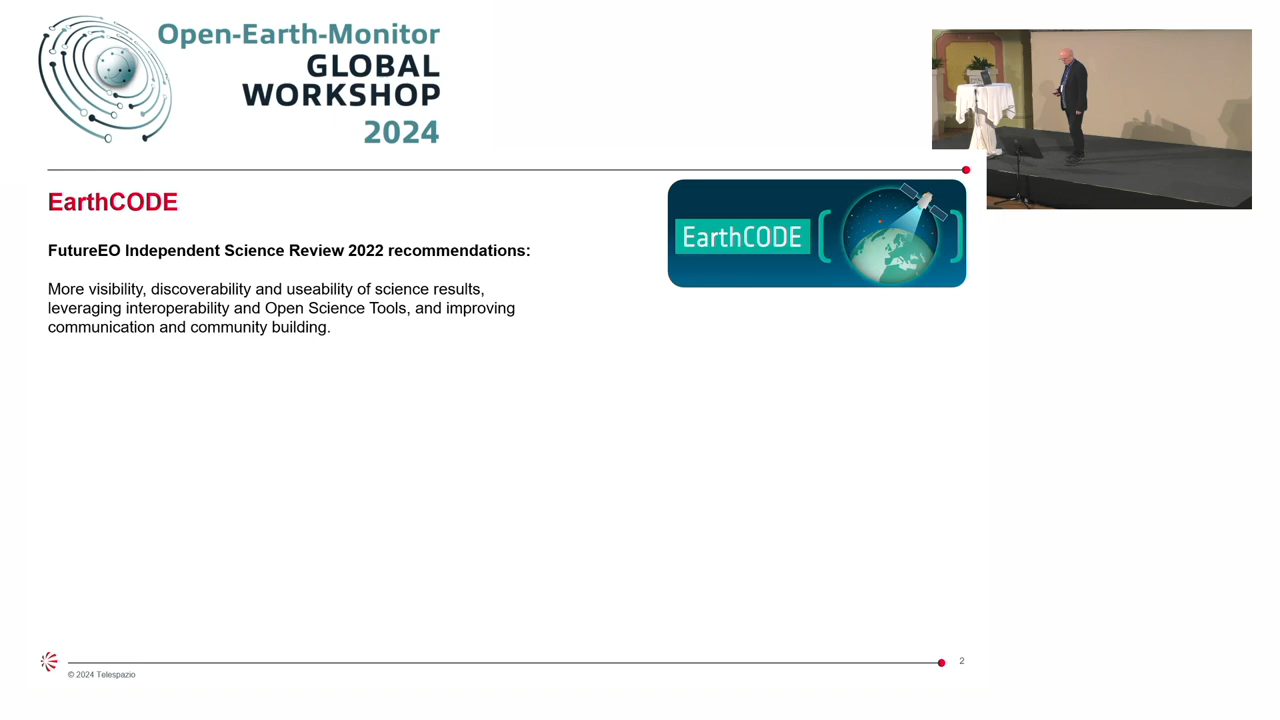 Open-Earth-Monitor
GLOBAL
WORKSHOP
2024
EarthCODE
EarthCODE
FutureEO Independent Science Review 2022 recommendations:
More visibility, discoverability and useability of science results,
leveraging interoperability and Open Science Tools, and improving
communication and community building.
© 2024 Telespazio
2